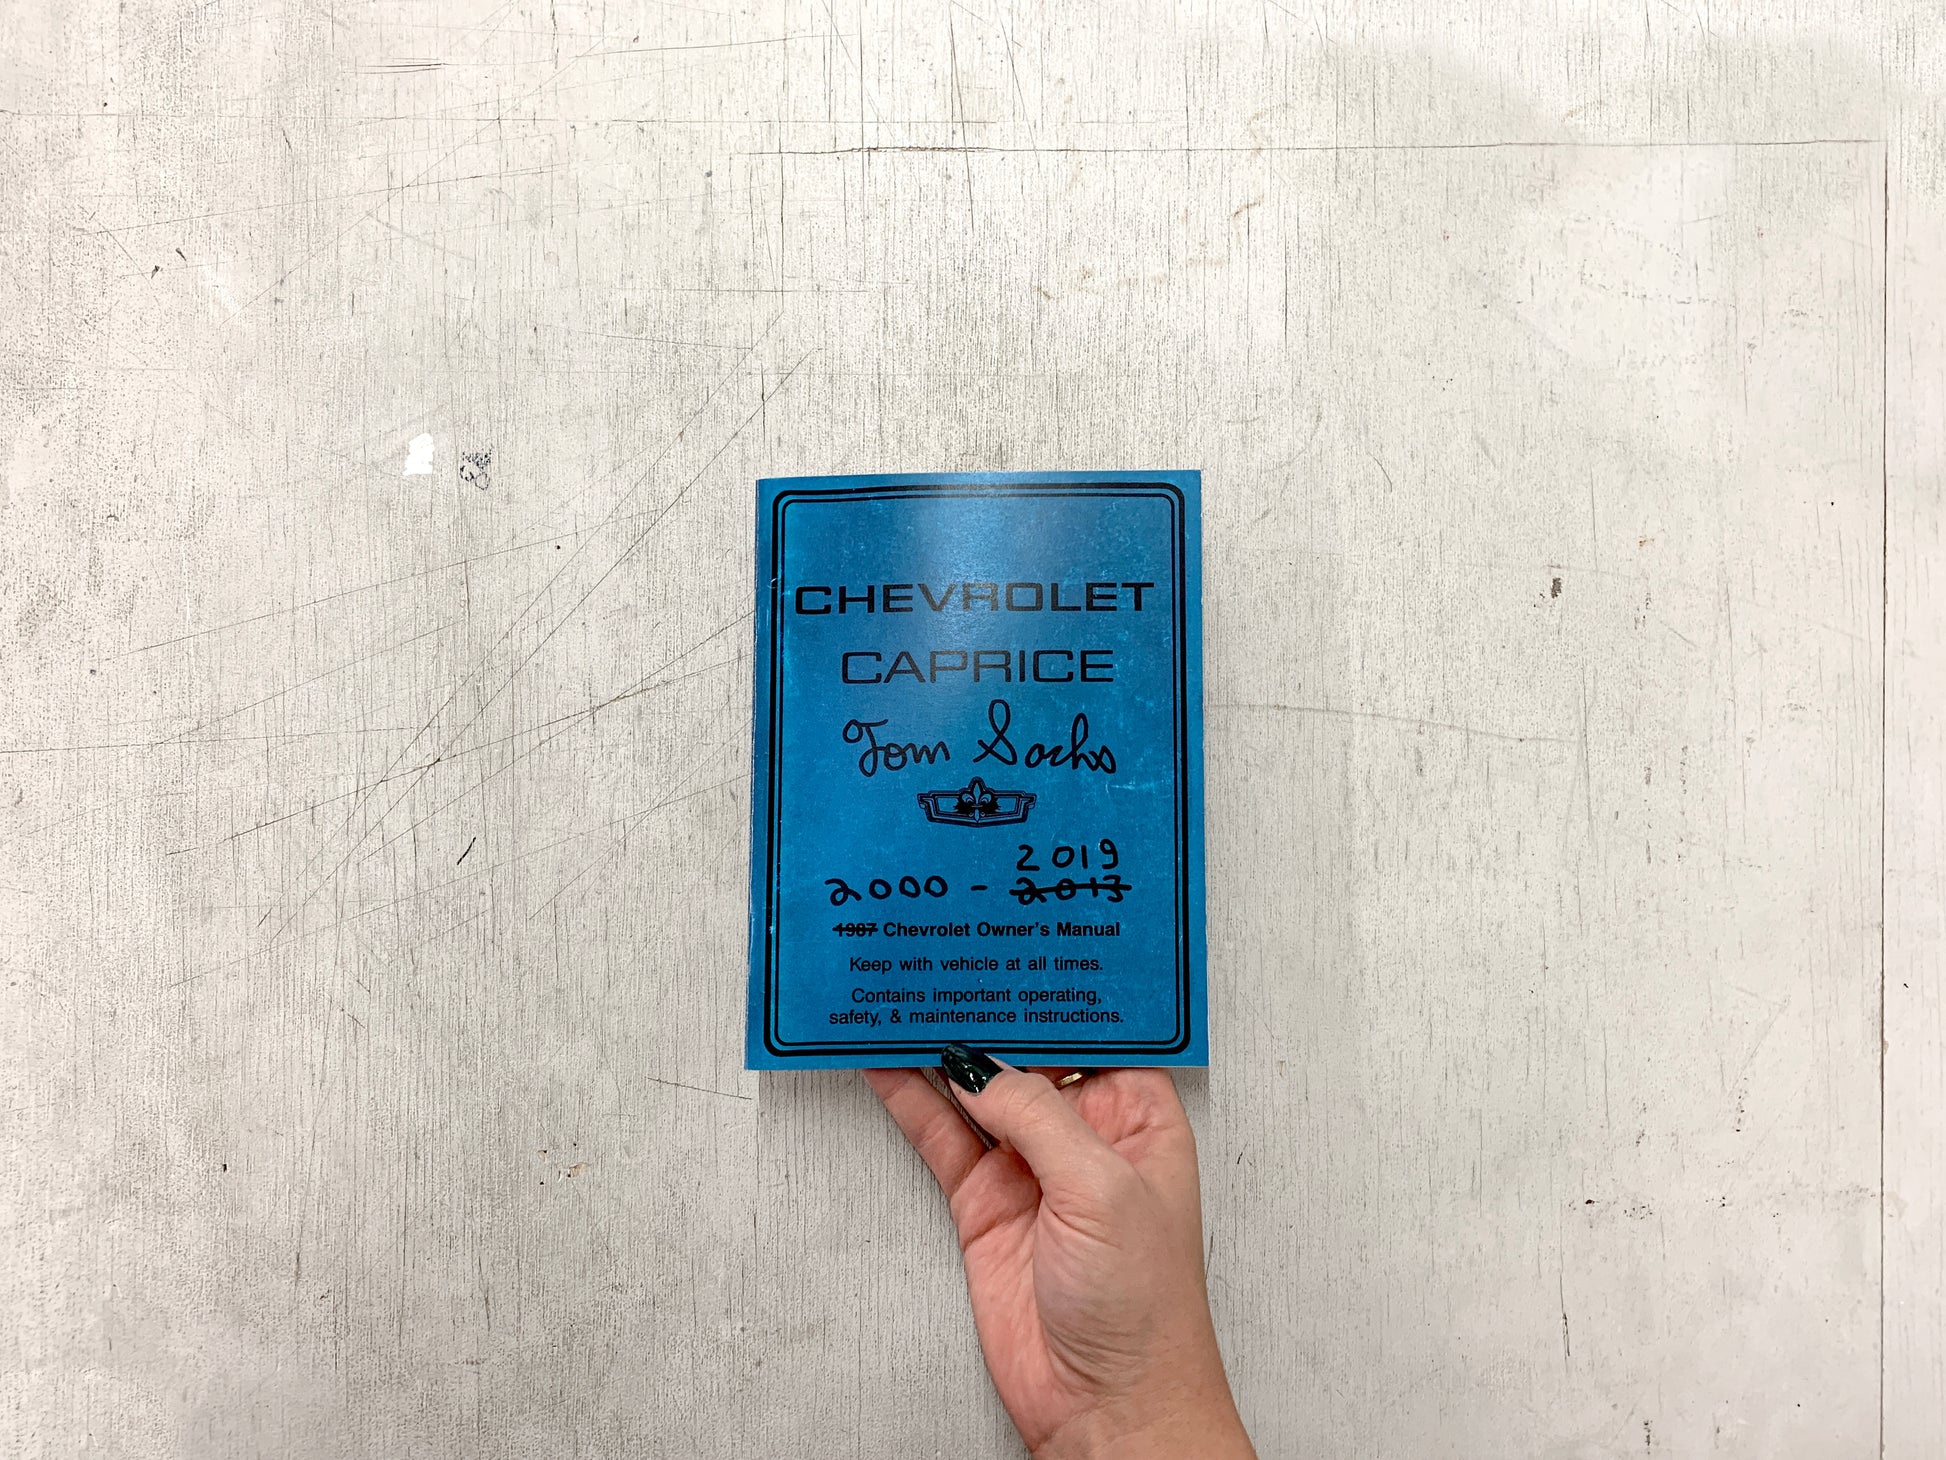 CHEVROLET
CAPRICE
Tom Sachs
2019
2000 - 2013
1987 Chevrolet Owner's Manual
Keep with vehicle at all times.
Contains important operating,
safety, & maintenance instructions.